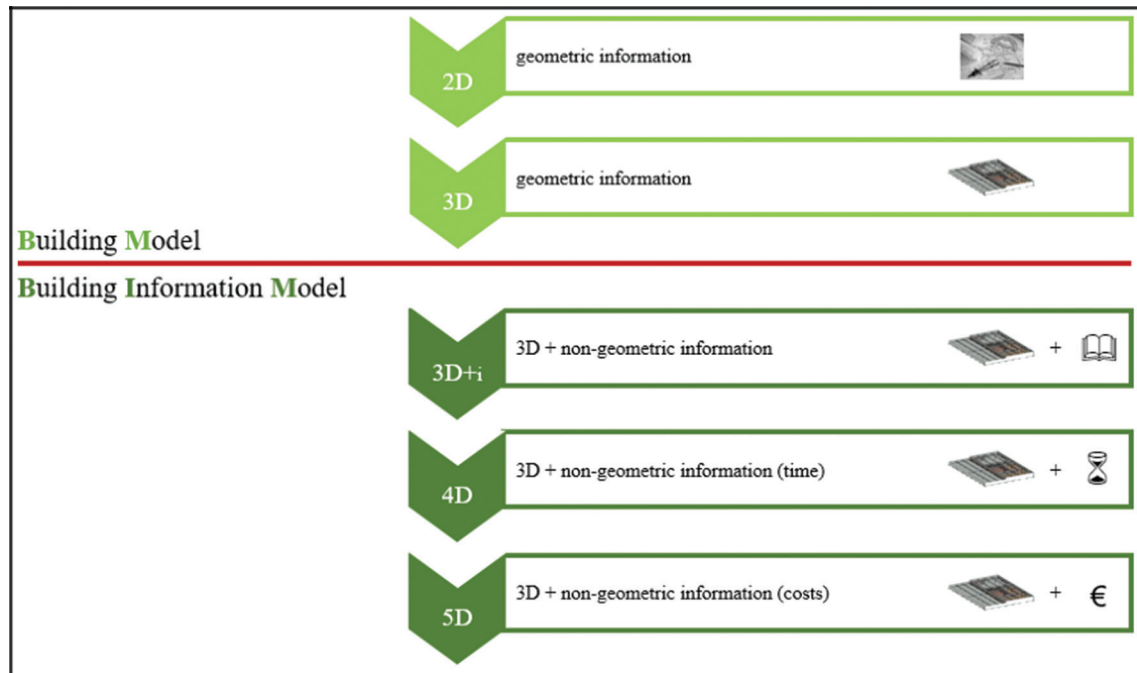 2D
geometric information
3D
geometric information
Building Model
Building Information Model
3D+i
3D + non-geometric information
+
4D
3D + non-geometric information (time)
+
5D
3D + non-geometric information (costs)
+ €